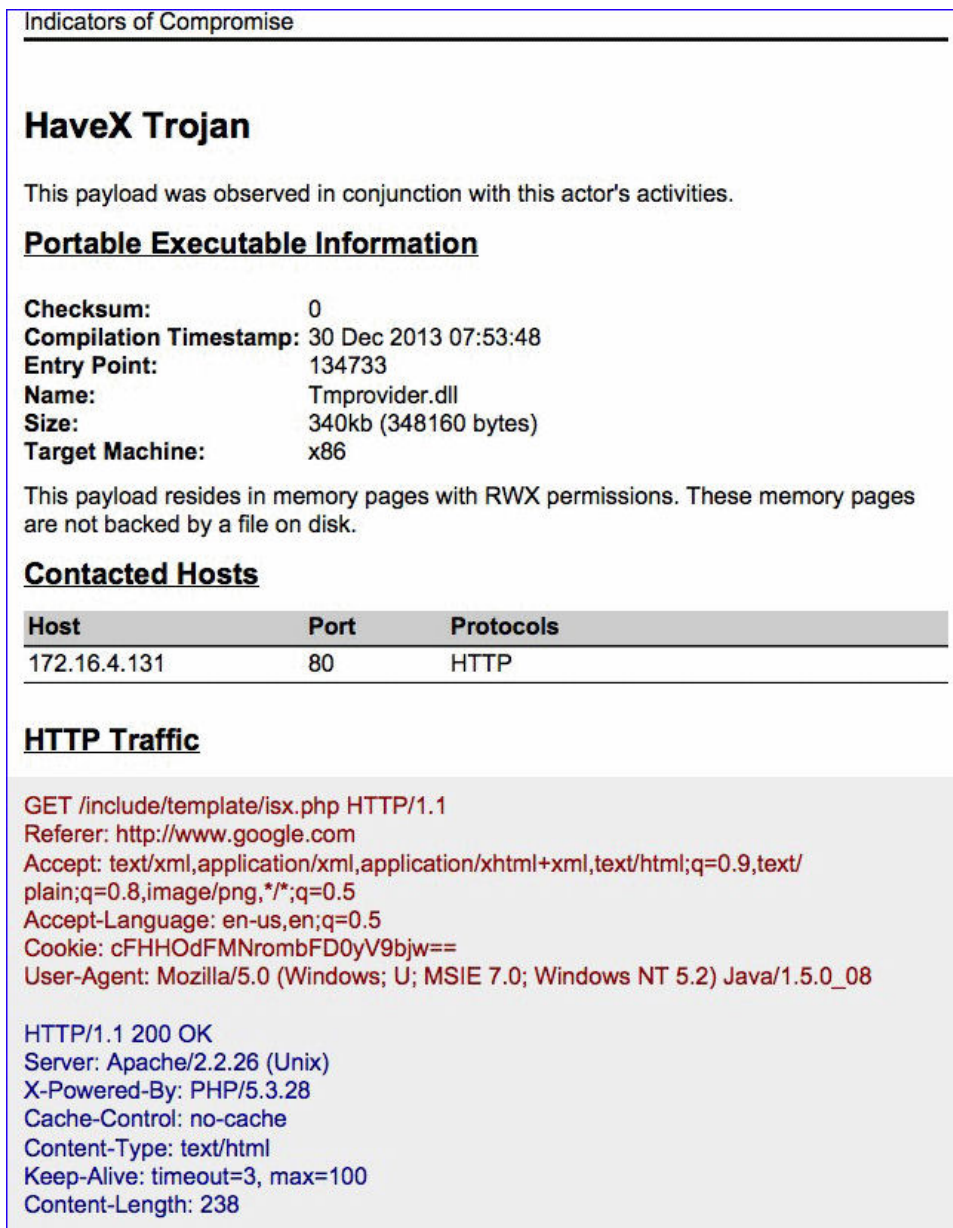 Indicators of Compromise
HaveX Trojan
This payload was observed in conjunction with this actor's activities.
Portable Executable Information
Checksum: 0
Compilation Timestamp: 30 Dec 2013 07:53:48
Entry Point: 134733
Name: Tmprovider.dll
Size: 340kb (348160 bytes)
Target Machine: x86
This payload resides in memory pages with RWX permissions. These memory pages
are not backed by a file on disk.
Contacted Hosts
Host Port Protocols
172.16.4.131 80 HTTP
HTTP Traffic
GET /include/template/isx.php HTTP/1.1
Referer: http://www.google.com
Accept: text/xml,application/xml,application/xhtml+xml,text/html;q=0.9,text/
plain;q=0.8,image/png,*/*;q=0.5
Accept-Language: en-us,en;q=0.5
Cookie: cFHHOdFMNrombFD0yV9bjw==
User-Agent: Mozilla/5.0 (Windows; U; MSIE 7.0; Windows NT 5.2) Java/1.5.0_08
HTTP/1.1 200 OK
Server: Apache/2.2.26 (Unix)
X-Powered-By: PHP/5.3.28
Cache-Control: no-cache
Content-Type: text/html
Keep-Alive: timeout=3, max=100
Content-Length: 238